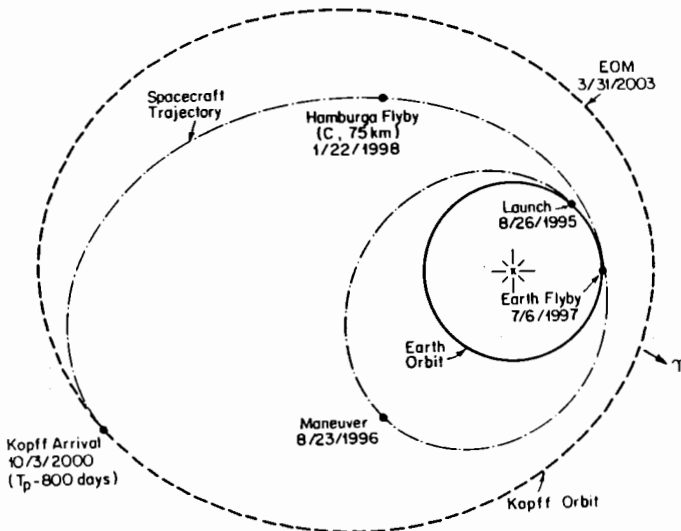 EOM
3/31/2003
Spacecraft
Trajectory
Hamburga Flyby
(C, 75 km)
1/22/1998
Launch
8/26/1995
Earth Flyby
7/6/1997
Earth
Orbit
♈
Maneuver
8/23/1996
Kopff Arrival
10/3/2000
(Tp-800 days)
Kopff Orbit